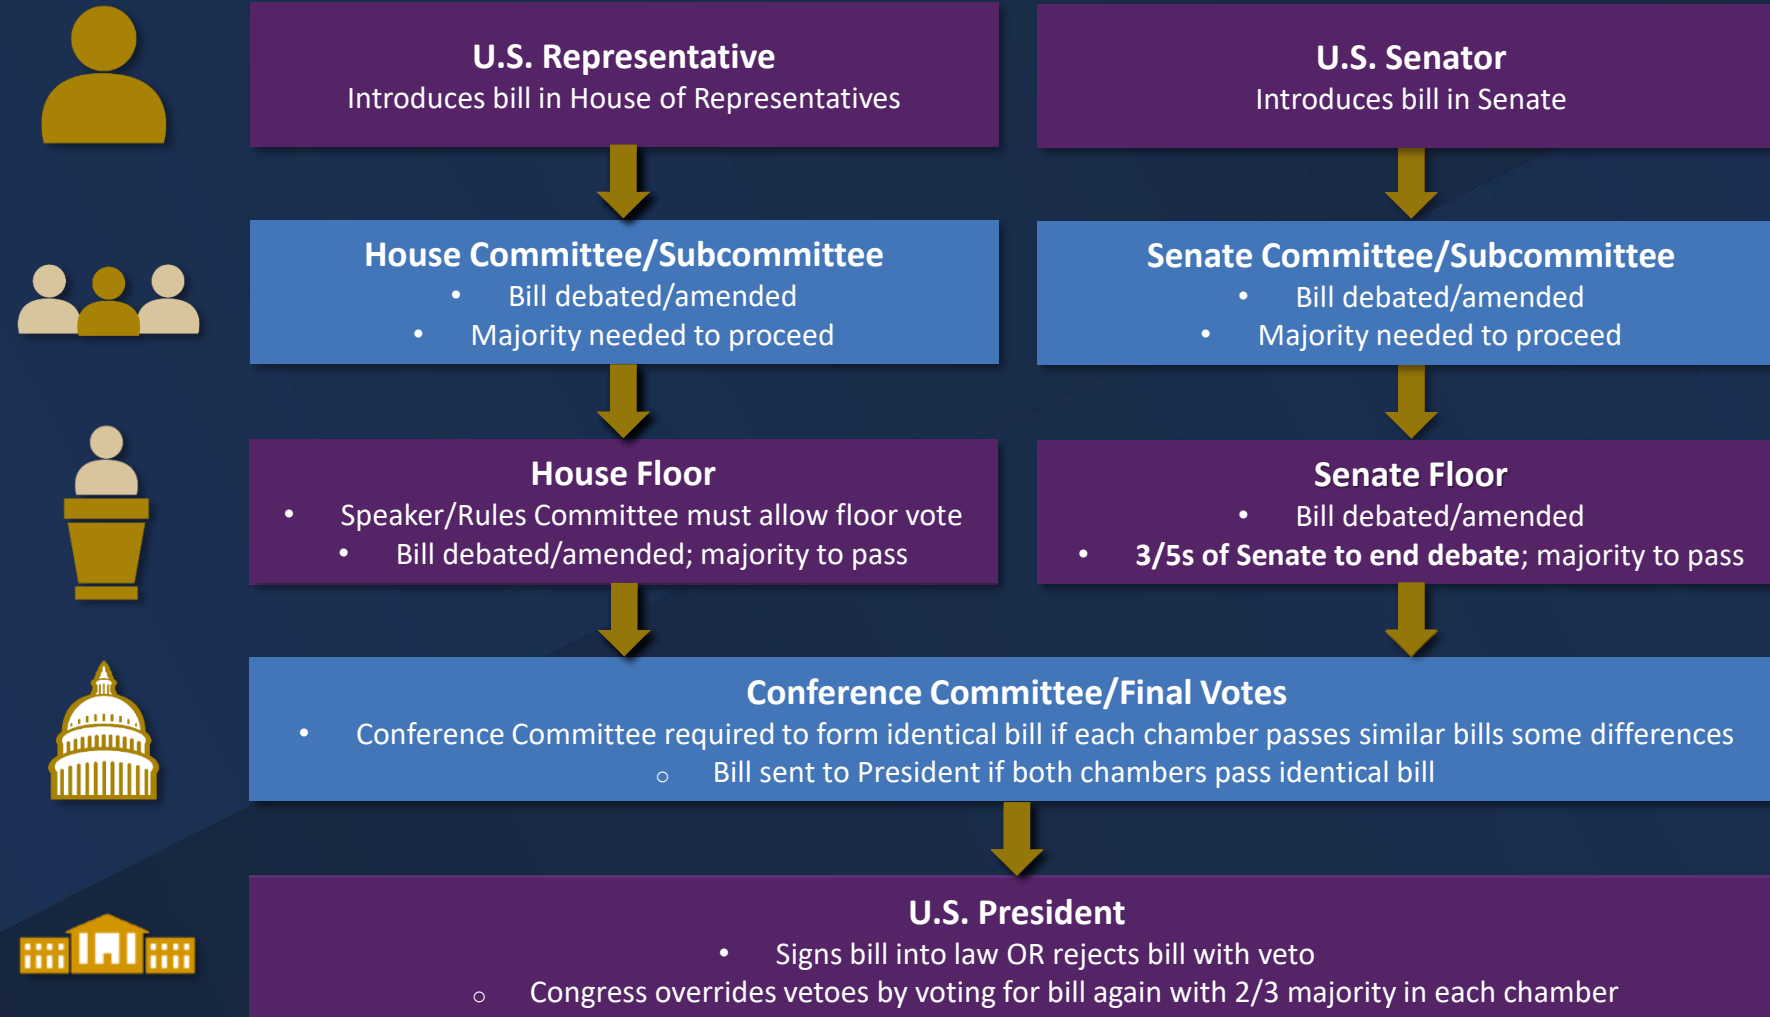 U.S. Representative
Introduces bill in House of Representatives
U.S. Senator
Introduces bill in Senate
House Committee/Subcommittee
• Bill debated/amended
• Majority needed to proceed
Senate Committee/Subcommittee
• Bill debated/amended
• Majority needed to proceed
House Floor
• Speaker/Rules Committee must allow floor vote
• Bill debated/amended; majority to pass
Senate Floor
• Bill debated/amended
• 3/5s of Senate to end debate; majority to pass
Conference Committee/Final Votes
• Conference Committee required to form identical bill if each chamber passes similar bills some differences
○ Bill sent to President if both chambers pass identical bill
U.S. President
• Signs bill into law OR rejects bill with veto
○ Congress overrides vetoes by voting for bill again with 2/3 majority in each chamber